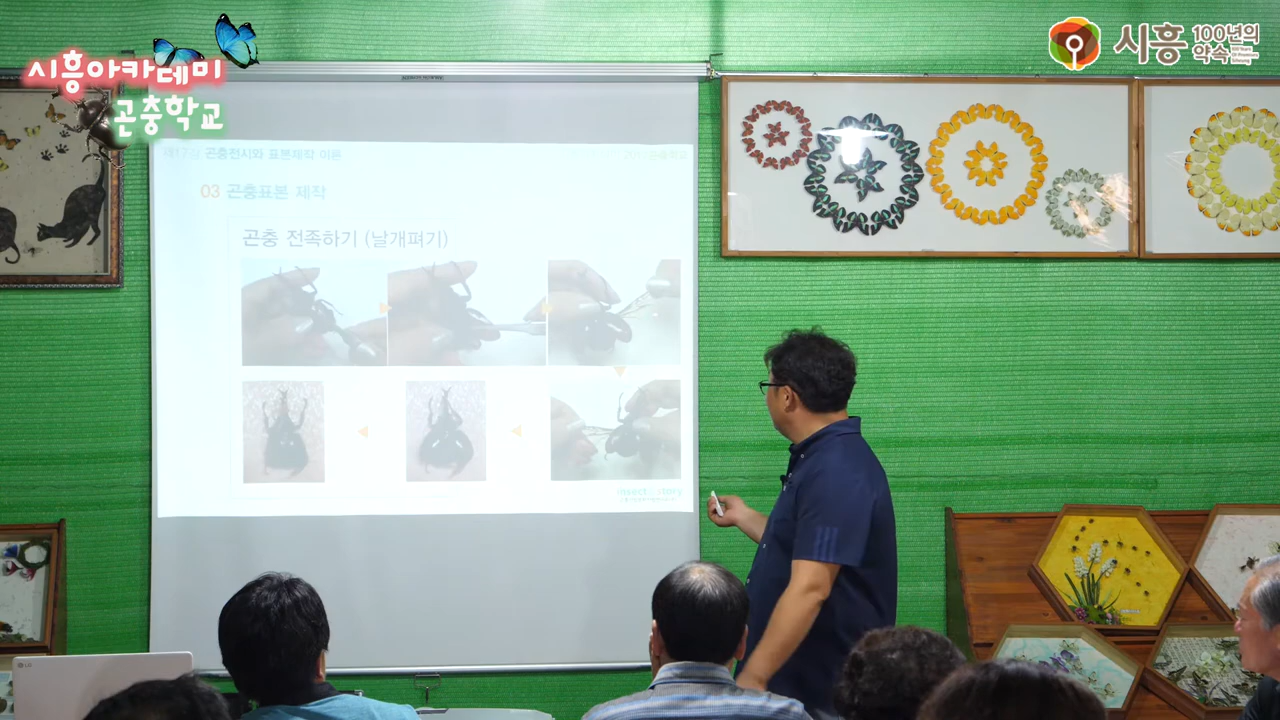 시흥아카데미
곤충학교
시흥
100년의
약속
곤충전시와 표본제작 이론
03 곤충표본 제작
곤충 전족하기 (날개펴기)
LG